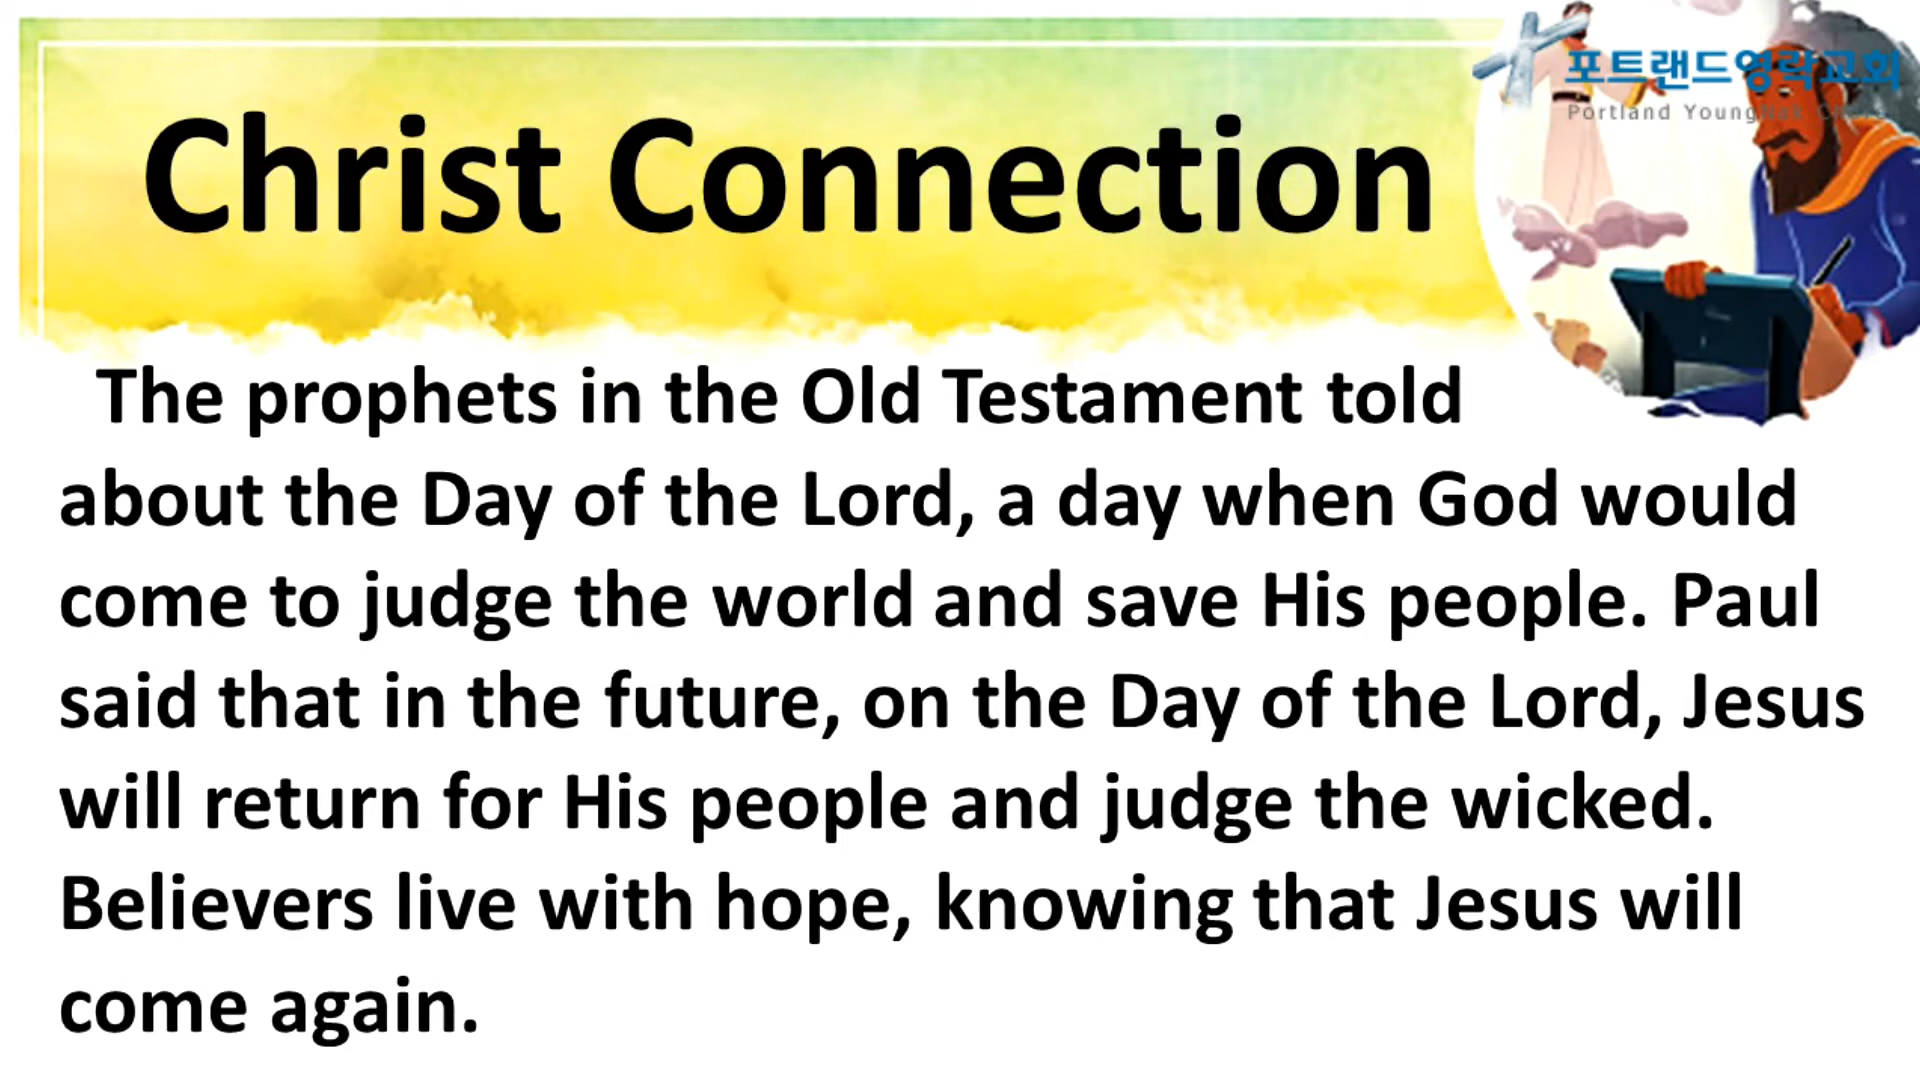 Christ Connection
포트랜드영락교회
Portland
The prophets in the Old Testament told
about the Day of the Lord, a day when God would
come to judge the world and save His people. Paul
said that in the future, on the Day of the Lord, Jesus
will return for His people and judge the wicked.
Believers live with hope, knowing that Jesus will
come again.